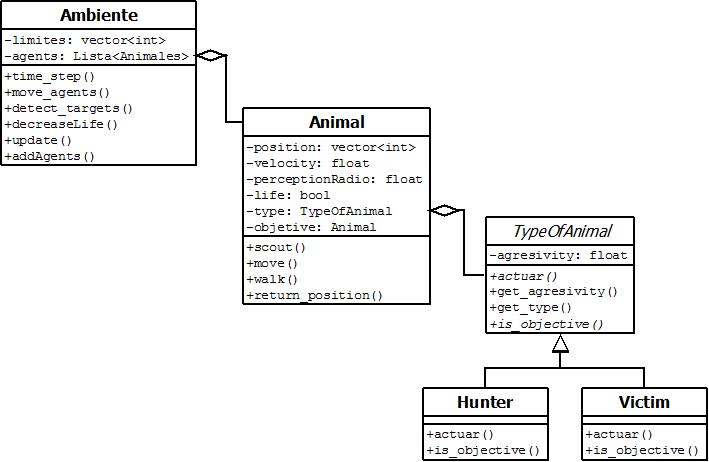 Ambiente
-limites: vector<int>
-agents: Lista<Animales>
+time_step()
+move_agents()
+detect_targets()
+decreaseLife()
+update()
+addAgents()
Animal
-position: vector<int>
-velocity: float
-perceptionRadio: float
-life: bool
-type: TypeOfAnimal
-objetive: Animal
+scout()
+move()
+walk()
+return_position()
TypeOfAnimal
-agresivity: float
+actuar()
+get_agresivity()
+get_type()
+is_objective()
Hunter
+actuar()
+is_objective()
Victim
+actuar()
+is_objective()